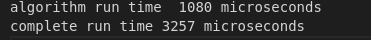 algorithm run time  1080 microseconds
complete run time 3257 microseconds